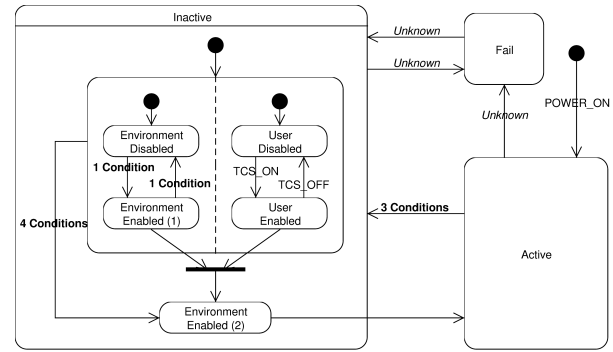 Inactive
Unknown
Fail
Unknown
POWER_ON
Unknown
Environment
Disabled
User
Disabled
1 Condition
TCS_ON
1 Condition
TCS_OFF
Environment
Enabled (1)
User
Enabled
4 Conditions
3 Conditions
Active
Environment
Enabled (2)